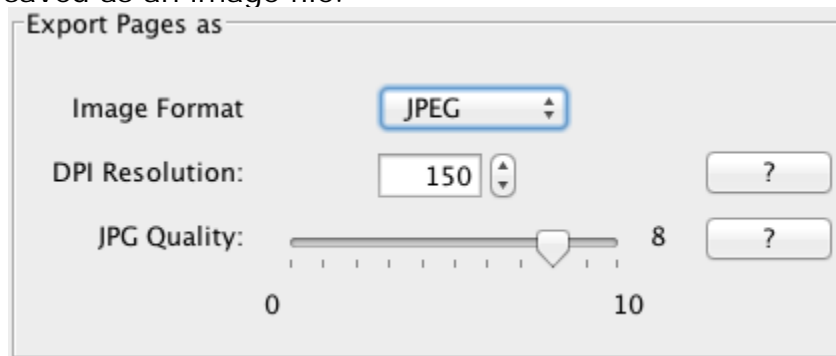 saved as an image file.
Export Pages as
Image Format JPEG
DPI Resolution: 150 ?
JPG Quality: 8 ?
0 10